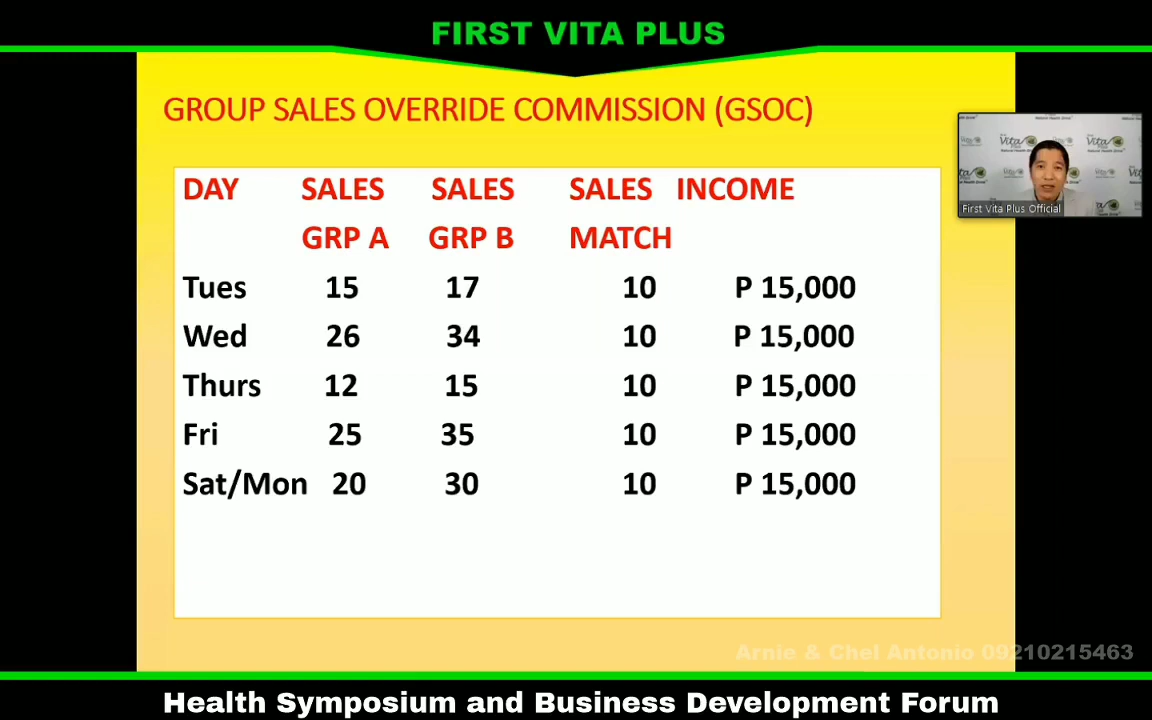 FIRST VITA PLUS
GROUP SALES OVERRIDE COMMISSION (GSOC)
DAY SALES SALES SALES INCOME
GRP A GRP B MATCH
Tues 15 17 10 P 15,000
Wed 26 34 10 P 15,000
Thurs 12 15 10 P 15,000
Fri 25 35 10 P 15,000
Sat/Mon 20 30 10 P 15,000
First Vita Plus Official
Arnie & Chel Antonio 09210215463
Health Symposium and Business Development Forum